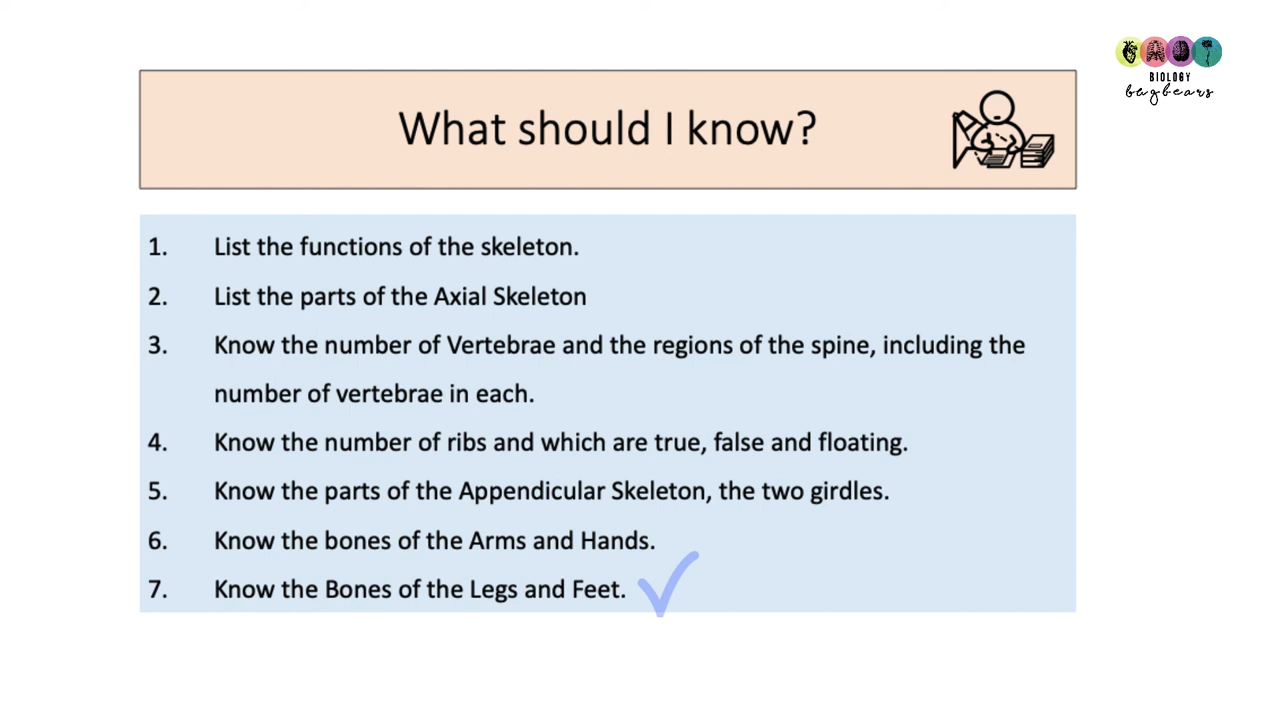 BIOLOGY
bagbears
What should I know?
1. List the functions of the skeleton.
2. List the parts of the Axial Skeleton
3. Know the number of Vertebrae and the regions of the spine, including the
number of vertebrae in each.
4. Know the number of ribs and which are true, false and floating.
5. Know the parts of the Appendicular Skeleton, the two girdles.
6. Know the bones of the Arms and Hands.
7. Know the Bones of the Legs and Feet.